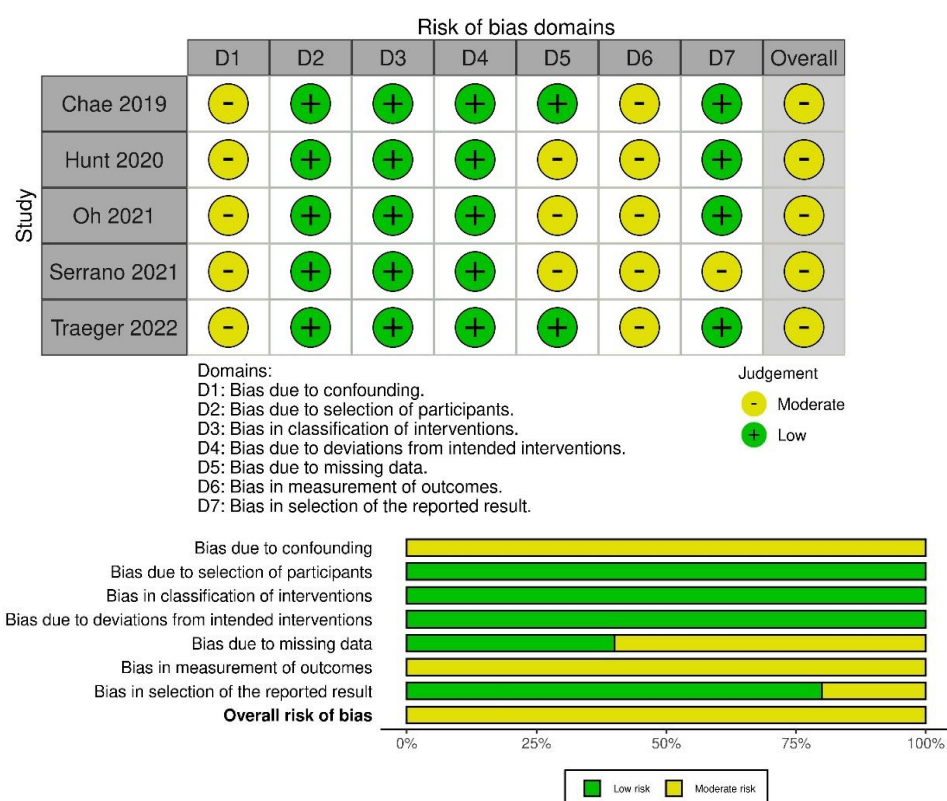 Risk of bias domains
D1 D2 D3 D4 D5 D6 D7 Overall
Study
Chae 2019 - + + + + - + -
Hunt 2020 - + + + - - + -
Oh 2021 - + + + - - + -
Serrano 2021 - + + + - - - -
Traeger 2022 - + + + + - + -
Domains:
D1: Bias due to confounding.
D2: Bias due to selection of participants.
D3: Bias in classification of interventions.
D4: Bias due to deviations from intended interventions.
D5: Bias due to missing data.
D6: Bias in measurement of outcomes.
D7: Bias in selection of the reported result.
Judgement
- Moderate
+ Low
Bias due to confounding
Bias due to selection of participants
Bias in classification of interventions
Bias due to deviations from intended interventions
Bias due to missing data
Bias in measurement of outcomes
Bias in selection of the reported result
Overall risk of bias
0% 25% 50% 75% 100%
Low risk Moderate risk